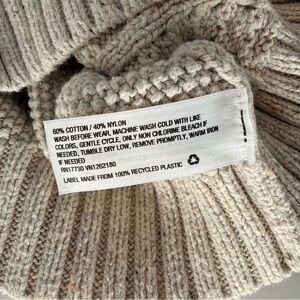 60% COTTON / 40% NYLON
WASH BEFORE WEAR, MACHINE WASH COLD WITH LIKE
COLORS, GENTLE CYCLE, ONLY NON CHLORINE BLEACH IF
NEEDED, TUMBLE DRY LOW, REMOVE PROMPTLY, WARM IRON
IF NEEDED
RN17730 VN1262180
LABEL MADE FROM 100% RECYCLED PLASTIC